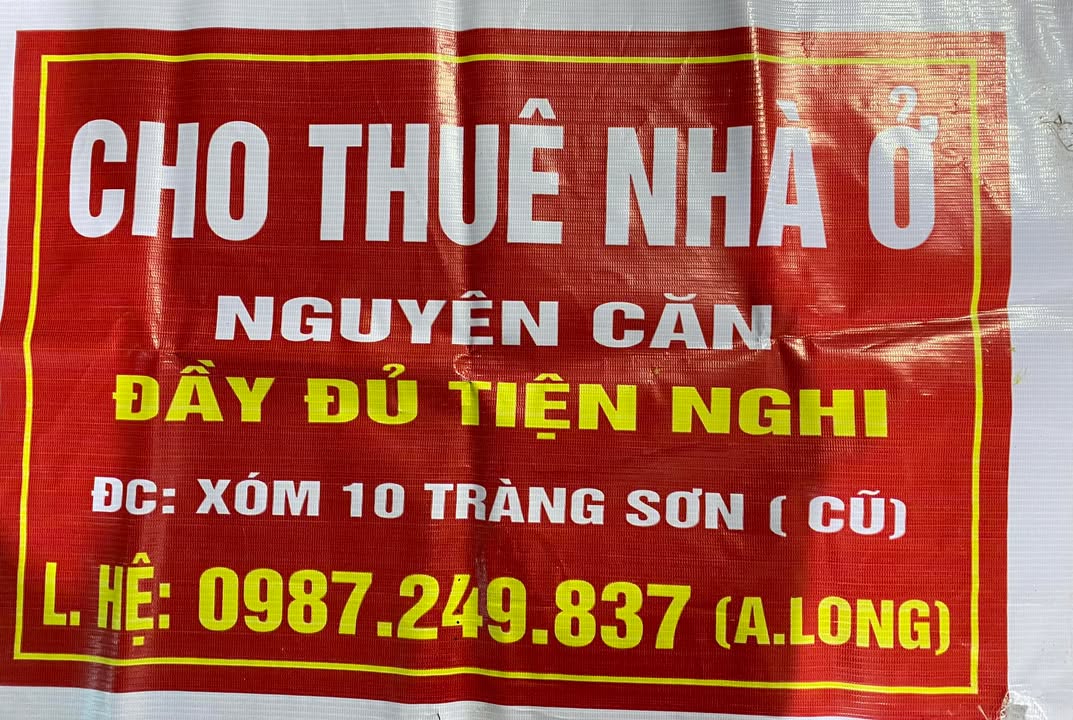 CHO THUÊ NHÀ Ở
NGUYÊN CĂN
ĐẦY ĐỦ TIỆN NGHI
ĐC: XÓM 10 TRÀNG SƠN ( CŨ)
L. HỆ: 0987.249.837 (A.LONG)